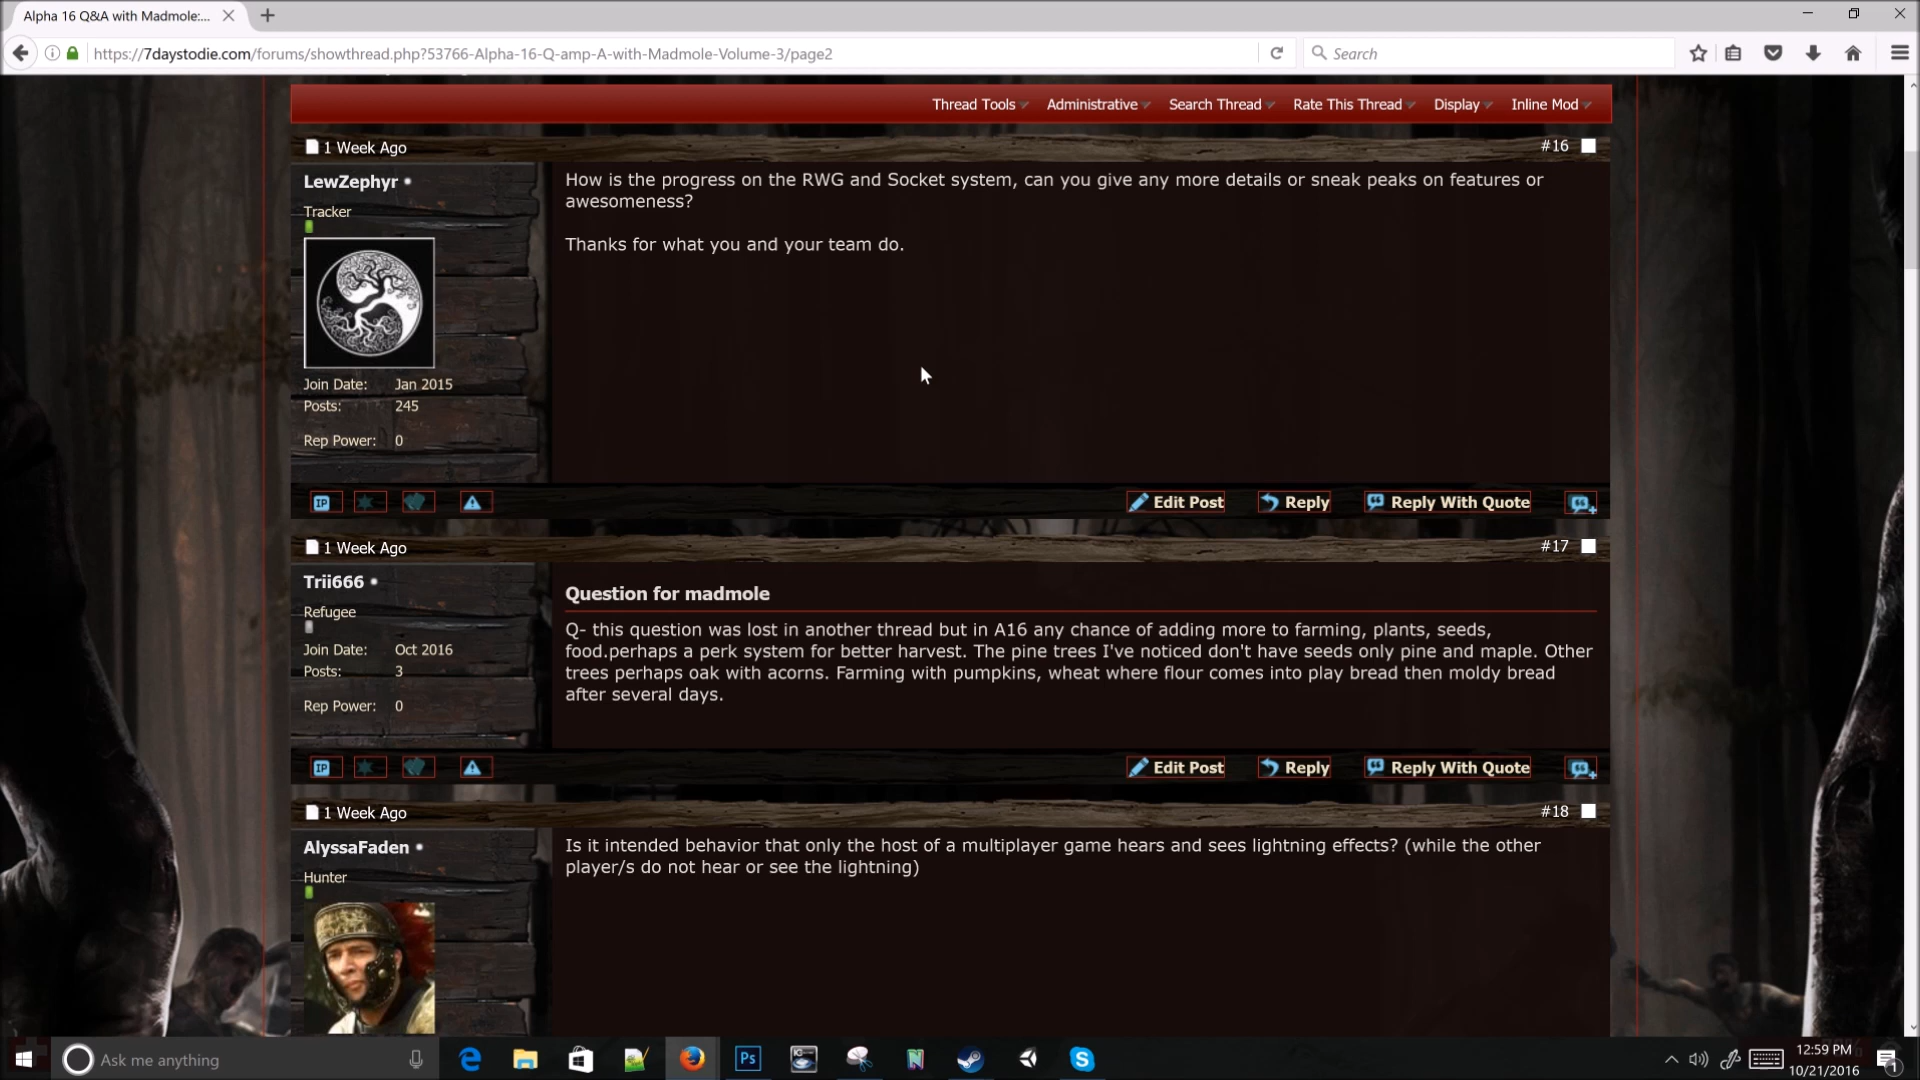 Alpha 16 Q&A with Madmole:...
https://7daystodie.com/forums/showthread.php?53766-Alpha-16-Q-amp-A-with-Madmole-Volume-3/page2
Search
Thread Tools Administrative Search Thread Rate This Thread Display Inline Mod
1 Week Ago #16
LewZephyr
Tracker
Join Date: Jan 2015
Posts: 245
Rep Power: 0
How is the progress on the RWG and Socket system, can you give any more details or sneak peaks on features or
awesomeness?
Thanks for what you and your team do.
IP Edit Post Reply Reply With Quote
1 Week Ago #17
Trii666
Refugee
Join Date: Oct 2016
Posts: 3
Rep Power: 0
Question for madmole
Q- this question was lost in another thread but in A16 any chance of adding more to farming, plants, seeds,
food.perhaps a perk system for better harvest. The pine trees I've noticed don't have seeds only pine and maple. Other
trees perhaps oak with acorns. Farming with pumpkins, wheat where flour comes into play bread then moldy bread
after several days.
IP Edit Post Reply Reply With Quote
1 Week Ago #18
AlyssaFaden
Hunter
Is it intended behavior that only the host of a multiplayer game hears and sees lightning effects? (while the other
player/s do not hear or see the lightning)
Ask me anything
Ps
12:59 PM
10/21/2016
1